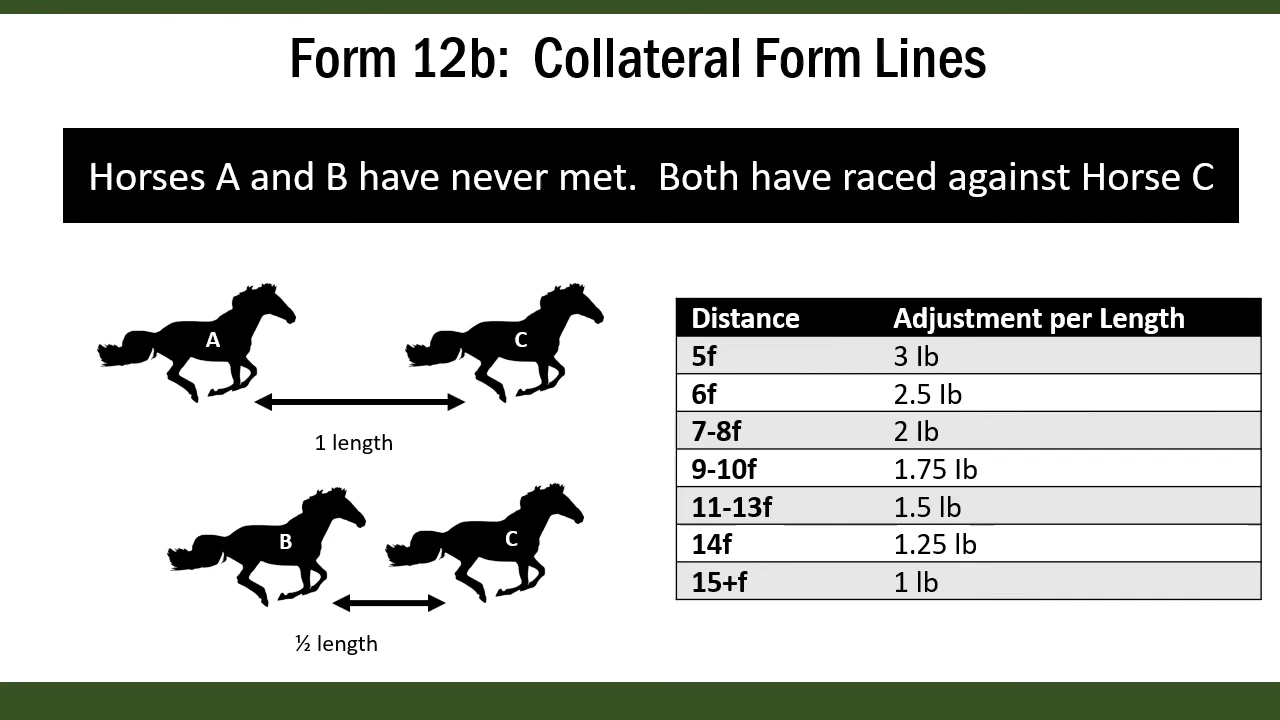 Form 12b:  Collateral Form Lines
Horses A and B have never met.  Both have raced against Horse C
A
C
1 length
B
C
½ length
Distance Adjustment per Length
5f 3 lb
6f 2.5 lb
7-8f 2 lb
9-10f 1.75 lb
11-13f 1.5 lb
14f 1.25 lb
15+f 1 lb